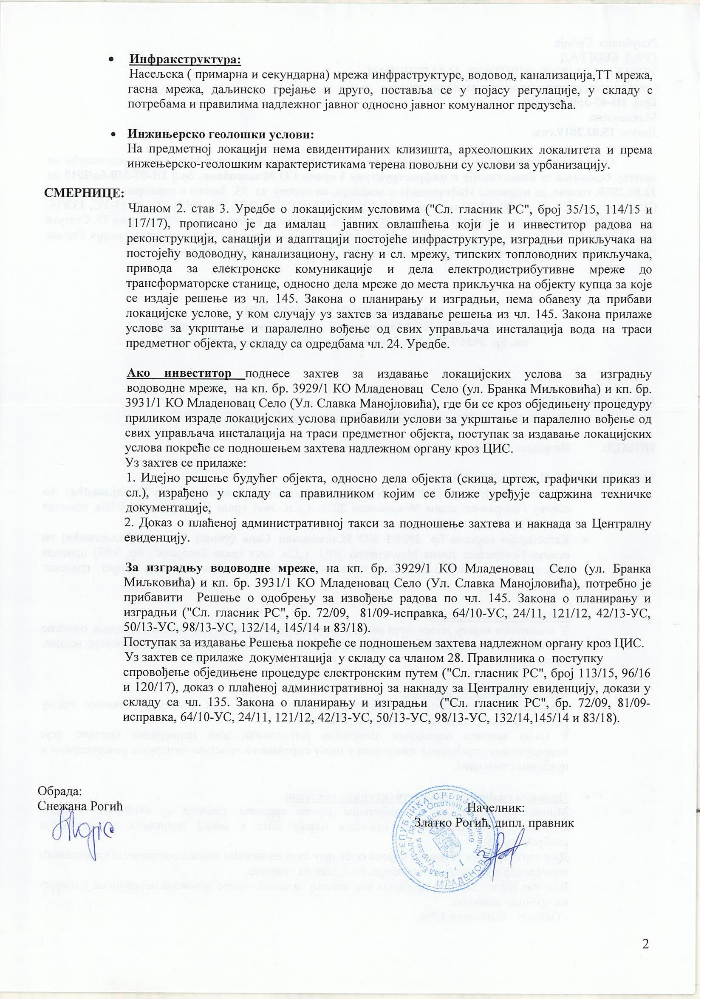 • Инфракструктура:
Насељска ( примарна и секундарна) мрежа инфраструктуре, водовод, канализација,ТТ мрежа,
гасна мрежа, даљинско грејање и друго, поставља се у појасу регулације, у складу с
потребама и правилима надлежног јавног односно јавног комуналног предузећа.
• Инжињерско геолошки услови:
На предметној локацији нема евидентираних клизишта, археолошких локалитета и према
инжењерско-геолошким карактеристикама терена повољни су услови за урбанизацију.
СМЕРНИЦЕ:
Чланом 2. став 3. Уредбе о локацијским условима ("Сл. гласник РС", број 35/15, 114/15 и
117/17), прописано је да ималац јавних овлашћења који је и инвеститор радова на
реконструкцији, санацији и адаптацији постојеће инфраструктуре, изградњи прикључака на
постојећу водоводну, канализациону, гасну и сл. мрежу, типских топловодних прикључака,
привода за електронске комуникације и дела електродистрибутивне мреже до
трансформаторске станице, односно дела мреже до места прикључка на објекту купца за које
се издаје решење из чл. 145. Закона о планирању и изградњи, нема обавезу да прибави
локацијске услове, у ком случају уз захтев за издавање решења из чл. 145. Закона прилаже
услове за укрштање и паралелно вођење од свих управљача инсталација вода на траси
предметног објекта, у складу са одредбама чл. 24. Уредбе.
Ако инвеститор поднесе захтев за издавање локацијских услова за изградњу
водоводне мреже, на кп. бр. 3929/1 КО Младеновац Село (ул. Бранка Миљковића) и кп. бр.
3931/1 КО Младеновац Село (Ул. Славка Манојловића), где би се кроз обједињену процедуру
приликом израде локацијских услова прибавили услови за укрштање и паралелно вођење од
свих управљача инсталација на траси предметног објекта, поступак за издавање локацијских
услова покреће се подношењем захтева надлежном органу кроз ЦИС.
Уз захтев се прилаже:
1. Идејно решење будућег објекта, односно дела објекта (скица, цртеж, графички приказ и
сл.), израђено у складу са правилником којим се ближе уређује садржина техничке
документације,
2. Доказ о плаћеној административној такси за подношење захтева и накнада за Централну
евиденцију.
За изградњу водоводне мреже, на кп. бр. 3929/1 КО Младеновац Село (ул. Бранка
Миљковића) и кп. бр. 3931/1 КО Младеновац Село (Ул. Славка Манојловића), потребно је
прибавити Решење о одобрењу за извођење радова по чл. 145. Закона о планирању и
изградњи ("Сл. гласник РС", бр. 72/09, 81/09-исправка, 64/10-УС, 24/11, 121/12, 42/13-УС,
50/13-УС, 98/13-УС, 132/14, 145/14 и 83/18).
Поступак за издавање Решења покреће се подношењем захтева надлежном органу кроз ЦИС.
Уз захтев се прилаже документација у складу са чланом 28. Правилника о поступку
спровођење обједињене процедуре електронским путем ("Сл. гласник РС", број 113/15, 96/16
и 120/17), доказ о плаћеној административној за накнаду за Централну евиденцију, докази у
складу са чл. 135. Закона о планирању и изградњи ("Сл. гласник РС", бр. 72/09, 81/09-
исправка, 64/10-УС, 24/11, 121/12, 42/13-УС, 50/13-УС, 98/13-УС, 132/14,145/14 и 83/18).
Обрада:
Снежана Рогић
Начелник:
Златко Рогић, дипл. правник
РЕПУБЛИКА СРБИЈА
Град Београд-Градска Општина Младеновац
Управа градске општине
МЛАДЕНОВАЦ
2